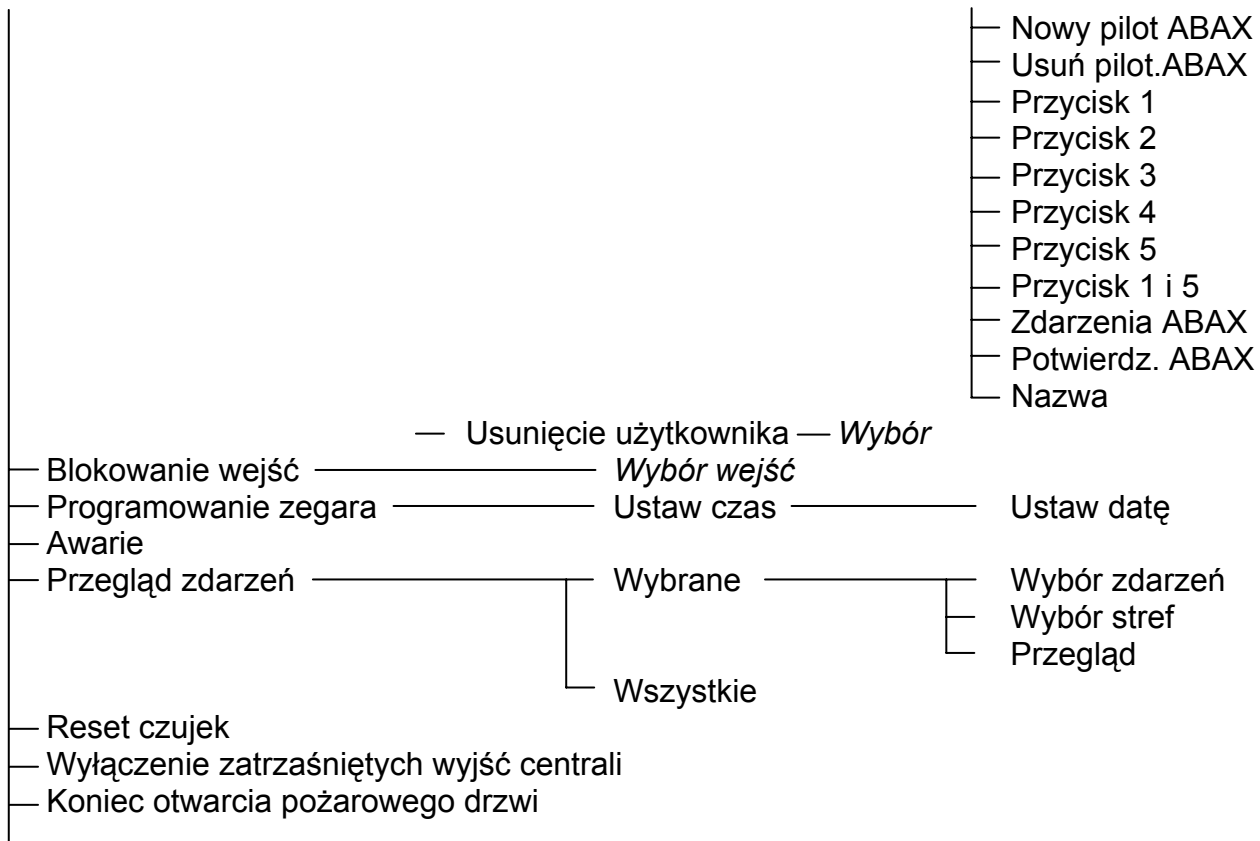 Nowy pilot ABAX
Usuń pilot.ABAX
Przycisk 1
Przycisk 2
Przycisk 3
Przycisk 4
Przycisk 5
Przycisk 1 i 5
Zdarzenia ABAX
Potwierdz. ABAX
Nazwa
Usunięcie użytkownika Wybór
Blokowanie wejść Wybór wejść
Programowanie zegara Ustaw czas Ustaw datę
Awarie
Przegląd zdarzeń Wybrane Wybór zdarzeń
Wybór stref
Przegląd
Wszystkie
Reset czujek
Wyłączenie zatrzaśniętych wyjść centrali
Koniec otwarcia pożarowego drzwi